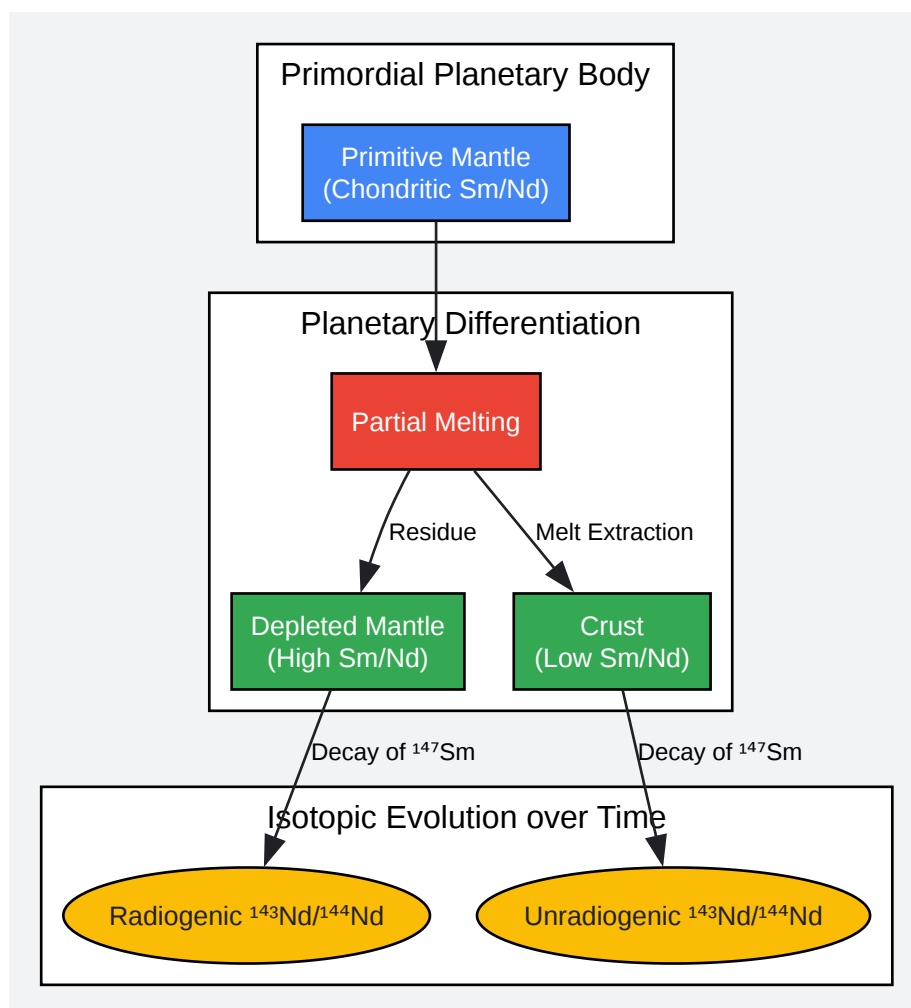 Primordial Planetary Body
Primitive Mantle
(Chondritic Sm/Nd)
Planetary Differentiation
Partial Melting
Residue
Melt Extraction
Depleted Mantle
(High Sm/Nd)
Crust
(Low Sm/Nd)
Decay of ¹⁴⁷Sm
Decay of ¹⁴⁷Sm
Isotopic Evolution over Time
Radiogenic ¹⁴³Nd/¹⁴⁴Nd
Unradiogenic ¹⁴³Nd/¹⁴⁴Nd